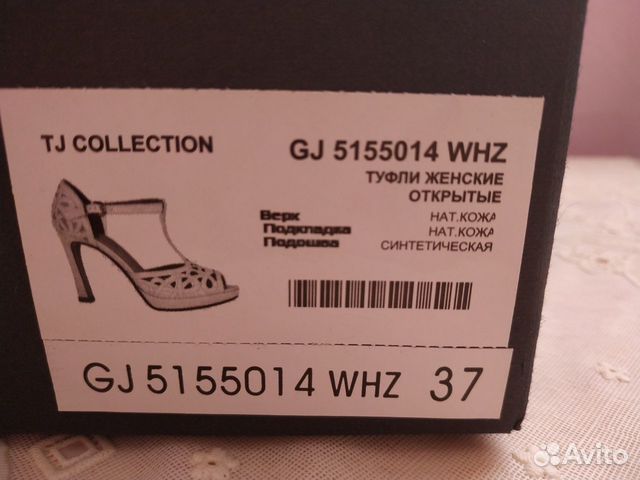 TJ COLLECTION
GJ 5155014 WHZ
ТУФЛИ ЖЕНСКИЕ
ОТКРЫТЫЕ
Верх НАТ.КОЖА
Подкладка НАТ.КОЖА
Подошва СИНТЕТИЧЕСКАЯ
GJ 5155014 WHZ 37
Avito